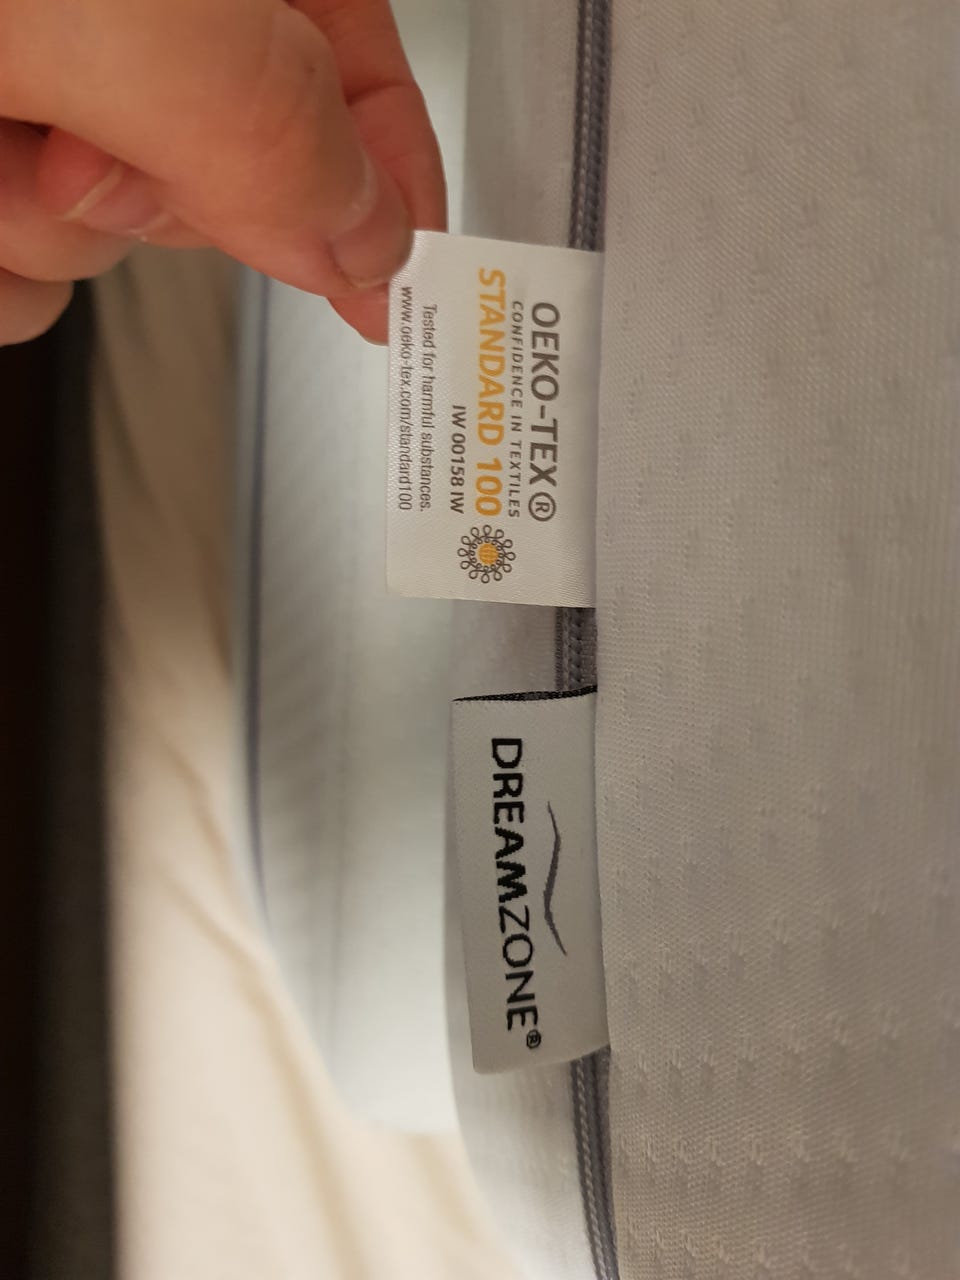 OEKO-TEX®
CONFIDENCE IN TEXTILES
STANDARD 100
IW 00158 IW
Tested for harmful substances.
www.oeko-tex.com/standard100
DREAMZONE®